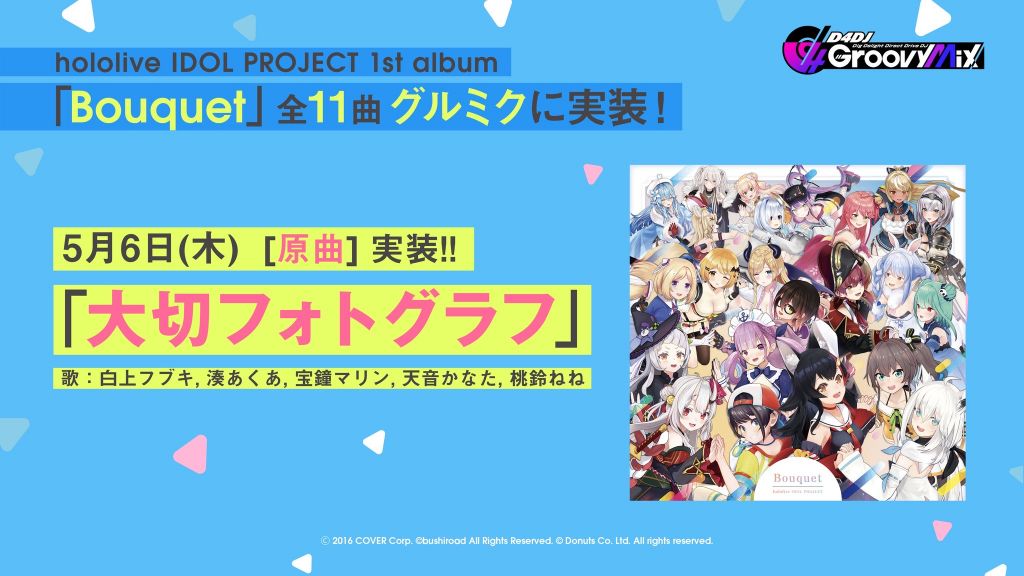 D4DJ
Dig Delight Direct Drive DJ
GroovyMix
hololive IDOL PROJECT 1st album
「Bouquet」全11曲 グルミクに実装！
5月6日(木) [原曲] 実装!!
「大切フォトグラフ」
歌：白上フブキ, 湊あくあ, 宝鐘マリン, 天音かなた, 桃鈴ねね
Bouquet
hololive IDOL PROJECT
© 2016 COVER Corp. ©bushiroad All Rights Reserved. © Donuts Co. Ltd. All rights reserved.